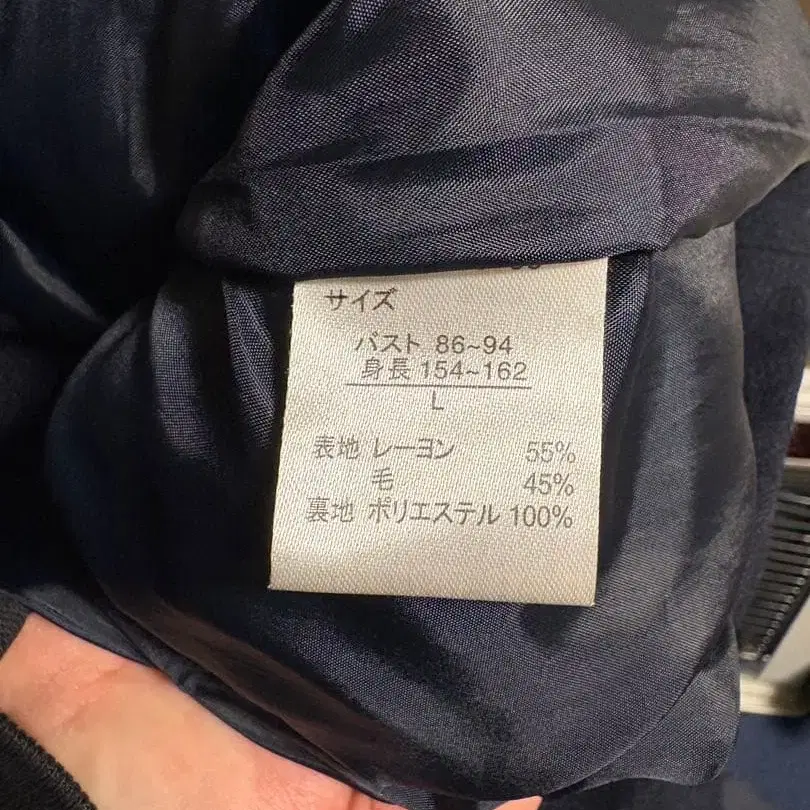 サイズ
バスト 86~94
身長 154~162
L
表地 レーヨン 55%
毛 45%
裏地 ポリエステル 100%